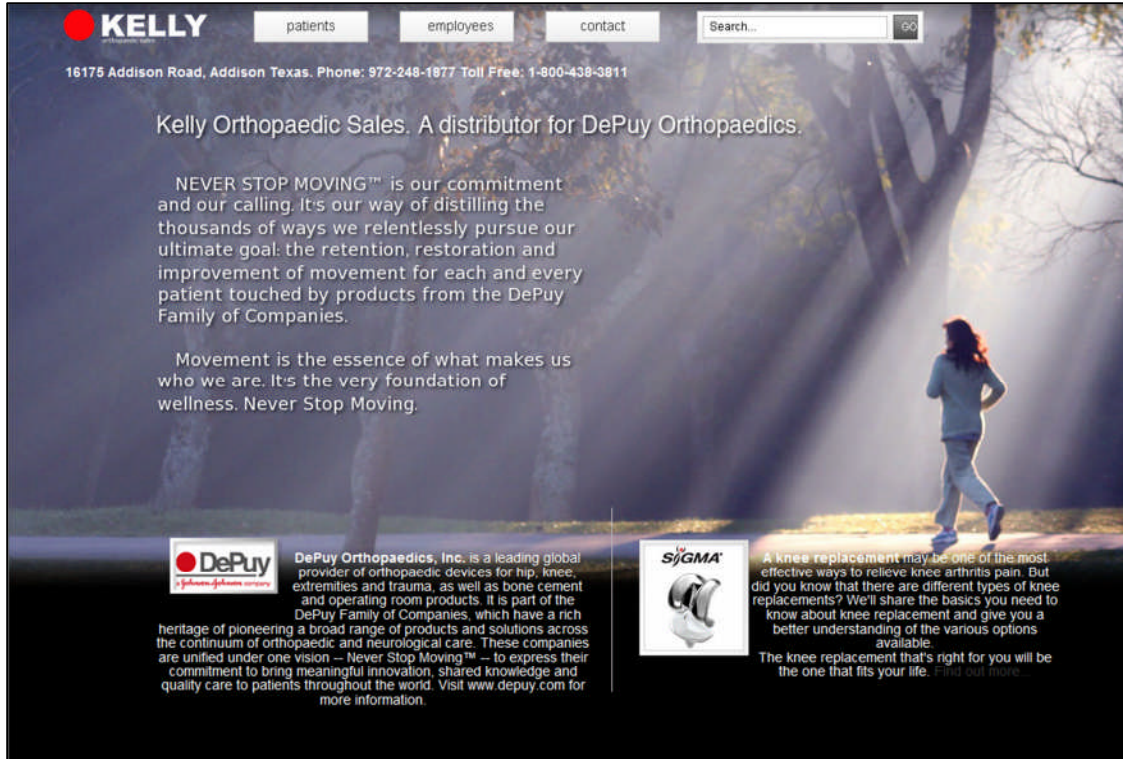 KELLY
orthopaedic sales
patients
employees
contact
Search...
GO
16175 Addison Road, Addison Texas. Phone: 972-248-1877 Toll Free: 1-800-438-3811
Kelly Orthopaedic Sales. A distributor for DePuy Orthopaedics.
NEVER STOP MOVING™ is our commitment
and our calling. It's our way of distilling the
thousands of ways we relentlessly pursue our
ultimate goal: the retention, restoration and
improvement of movement for each and every
patient touched by products from the DePuy
Family of Companies.
Movement is the essence of what makes us
who we are. It's the very foundation of
wellness. Never Stop Moving.
DePuy
a Johnson & Johnson company
DePuy Orthopaedics, Inc. is a leading global
provider of orthopaedic devices for hip, knee,
extremities and trauma, as well as bone cement
and operating room products. It is part of the
DePuy Family of Companies, which have a rich
heritage of pioneering a broad range of products and solutions across
the continuum of orthopaedic and neurological care. These companies
are unified under one vision -- Never Stop Moving™ -- to express their
commitment to bring meaningful innovation, shared knowledge and
quality care to patients throughout the world. Visit www.depuy.com for
more information.
SIGMA
A knee replacement may be one of the most
effective ways to relieve knee arthritis pain. But
did you know that there are different types of knee
replacements? We'll share the basics you need to
know about knee replacement and give you a
better understanding of the various options
available.
The knee replacement that's right for you will be
the one that fits your life. Find out more...